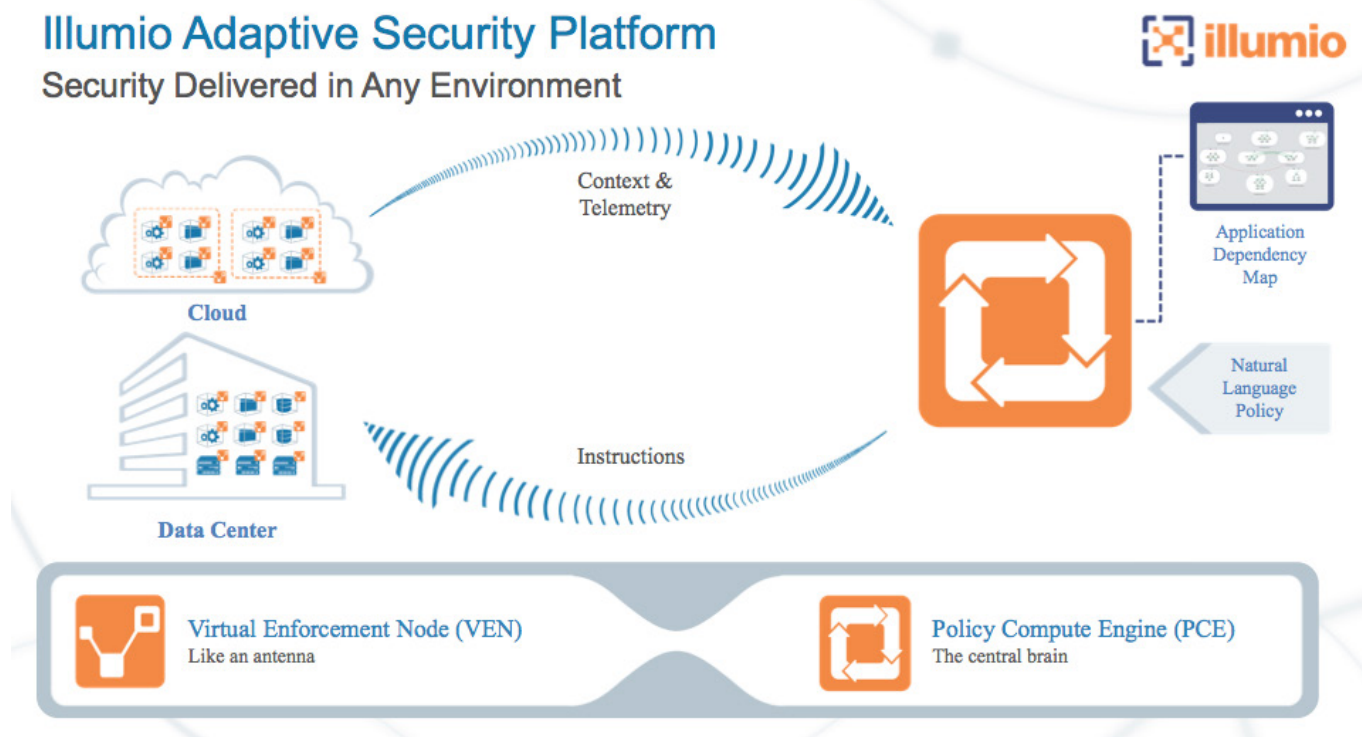 Illumio Adaptive Security Platform
Security Delivered in Any Environment
illumio
Context &
Telemetry
Application
Dependency
Map
Cloud
Natural
Language
Policy
Instructions
Data Center
Virtual Enforcement Node (VEN)
Like an antenna
Policy Compute Engine (PCE)
The central brain